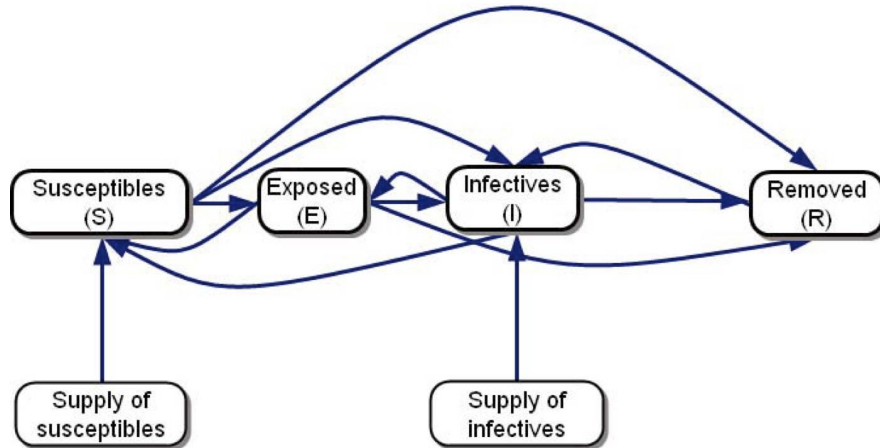 Susceptibles
(S)
Exposed
(E)
Infectives
(I)
Removed
(R)
Supply of
susceptibles
Supply of
infectives